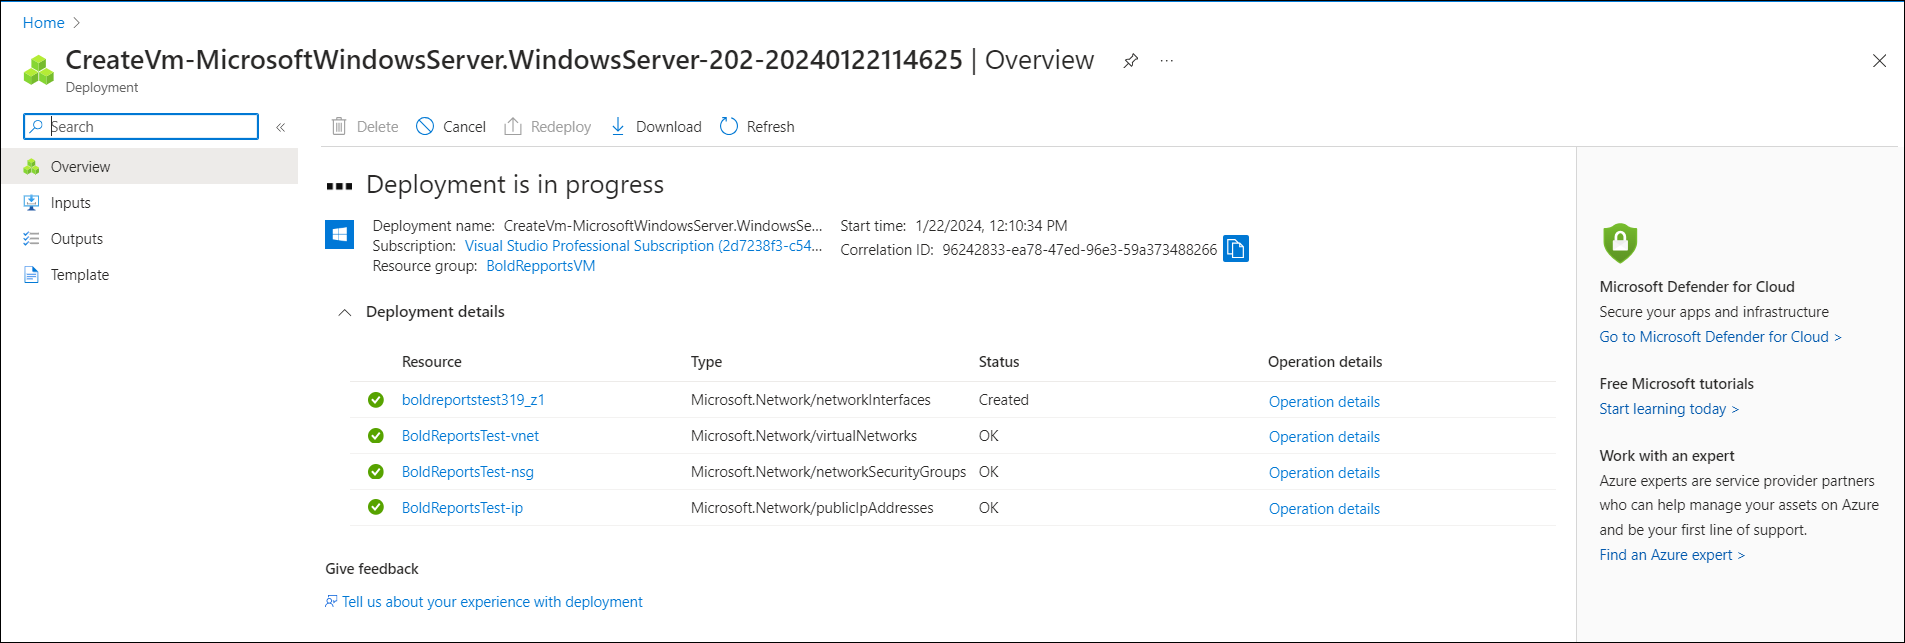 Home >
CreateVm-MicrosoftWindowsServer.WindowsServer-202-20240122114625 | Overview ...
Deployment
Search «
Overview
Inputs
Outputs
Template
Delete Cancel Redeploy Download Refresh
Deployment is in progress
Deployment name: CreateVm-MicrosoftWindowsServer.WindowsSe...
Subscription: Visual Studio Professional Subscription (2d7238f3-c54...
Resource group: BoldRepportsVM
Start time: 1/22/2024, 12:10:34 PM
Correlation ID: 96242833-ea78-47ed-96e3-59a373488266
Deployment details
Resource Type Status Operation details
boldreportstest319_z1 Microsoft.Network/networkInterfaces Created Operation details
BoldReportsTest-vnet Microsoft.Network/virtualNetworks OK Operation details
BoldReportsTest-nsg Microsoft.Network/networkSecurityGroups OK Operation details
BoldReportsTest-ip Microsoft.Network/publicIpAddresses OK Operation details
Give feedback
Tell us about your experience with deployment
Microsoft Defender for Cloud
Secure your apps and infrastructure
Go to Microsoft Defender for Cloud >
Free Microsoft tutorials
Start learning today >
Work with an expert
Azure experts are service provider partners
who can help manage your assets on Azure
and be your first line of support.
Find an Azure expert >